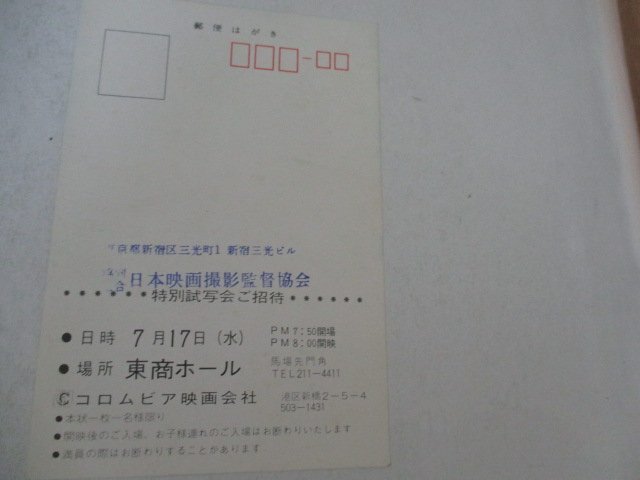 郵便はがき
京都新宿区三光町1 新宿三光ビル
日本映画撮影監督協会
特別試写会ご招待
●日時 7月17日(水) PM7:50開場
PM8:00開映
●場所 東商ホール 馬場先門角
TEL211-4411
コロムビア映画会社 港区新橋2-5-4
503-1431
●本状一枚一名様限り
●開映後のご入場、お子様連れのご入場はお断わりいたします
●満員の際はお断わりすることがあります。